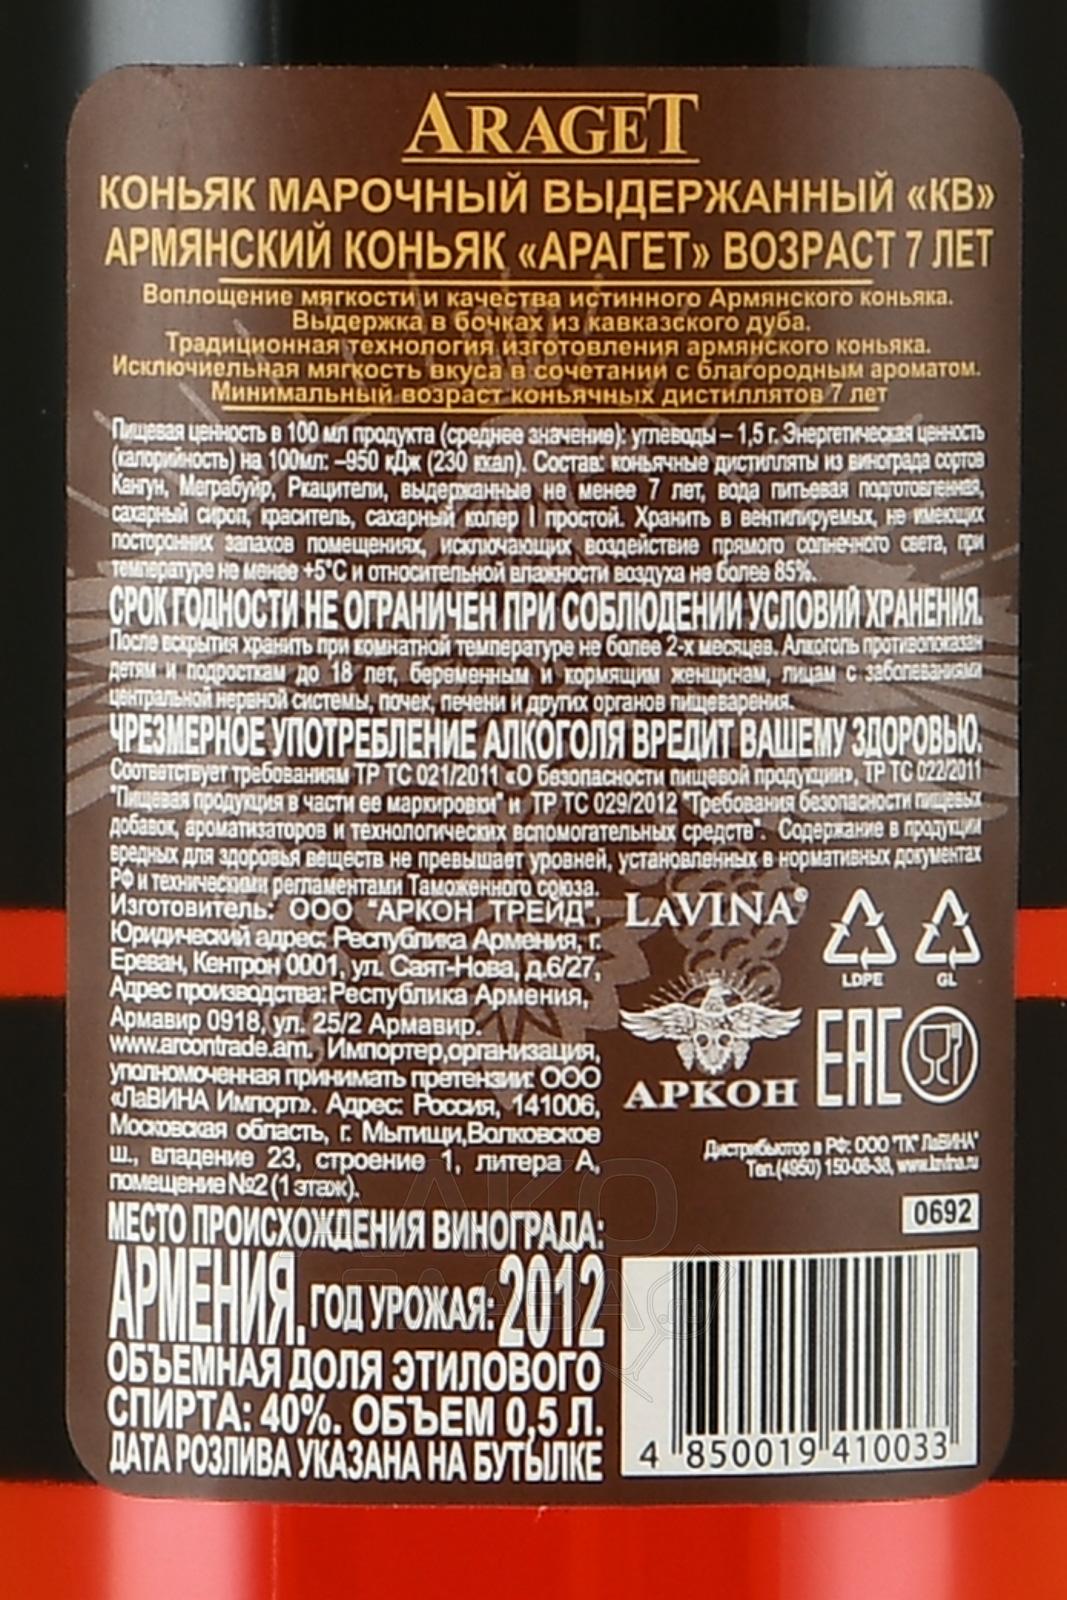 ARAGET
КОНЬЯК МАРОЧНЫЙ ВЫДЕРЖАННЫЙ «КВ»
АРМЯНСКИЙ КОНЬЯК «АРАГЕТ» ВОЗРАСТ 7 ЛЕТ
Воплощение мягкости и качества истинного Армянского коньяка.
Выдержка в бочках из кавказского дуба.
Традиционная технология изготовления армянского коньяка.
Исключиельная мягкость вкуса в сочетании с благородным ароматом.
Минимальный возраст коньячных дистиллятов 7 лет
Пищевая ценность в 100 мл продукта (среднее значение): углеводы – 1,5 г. Энергетическая ценность
(калорийность) на 100мл: –950 кДж (230 ккал). Состав: коньячные дистилляты из винограда сортов
Кангун, Меграбуйр, Ркацители, выдержанные не менее 7 лет, вода питьевая подготовленная,
сахарный сироп, краситель, сахарный колер I простой. Хранить в вентилируемых, не имеющих
посторонних запахов помещениях, исключающих воздействие прямого солнечного света, при
температуре не менее +5°С и относительной влажности воздуха не более 85%.
СРОК ГОДНОСТИ НЕ ОГРАНИЧЕН ПРИ СОБЛЮДЕНИИ УСЛОВИЙ ХРАНЕНИЯ.
После вскрытия хранить при комнатной температуре не более 2-х месяцев. Алкоголь противопоказан
детям и подросткам до 18 лет, беременным и кормящим женщинам, лицам с заболеваниями
центральной нервной системы, почек, печени и других органов пищеварения.
ЧРЕЗМЕРНОЕ УПОТРЕБЛЕНИЕ АЛКОГОЛЯ ВРЕДИТ ВАШЕМУ ЗДОРОВЬЮ.
Соответствует требованиям ТР ТС 021/2011 «О безопасности пищевой продукции», ТР ТС 022/2011
"Пищевая продукция в части ее маркировки" и ТР ТС 029/2012 "Требования безопасности пищевых
добавок, ароматизаторов и технологических вспомогательных средств". Содержание в продукции
вредных для здоровья веществ не превышает уровней, установленных в нормативных документах
РФ и техническими регламентами Таможенного союза.
Изготовитель: ООО "АРКОН ТРЕЙД",
Юридический адрес: Республика Армения, г.
Ереван, Кентрон 0001, ул. Саят-Нова, д.6/27,
Адрес производства: Республика Армения,
Армавир 0918, ул. 25/2 Армавир.
www.arcontrade.am. Импортер,организация,
уполномоченная принимать претензии: ООО
«ЛаВИНА Импорт». Адрес: Россия, 141006,
Московская область, г. Мытищи,Волковское
ш., владение 23, строение 1, литера А,
помещение №2 (1 этаж).
МЕСТО ПРОИСХОЖДЕНИЯ ВИНОГРАДА:
АРМЕНИЯ. ГОД УРОЖАЯ: 2012
ОБЪЕМНАЯ ДОЛЯ ЭТИЛОВОГО
СПИРТА: 40%. ОБЪЕМ 0,5 Л.
ДАТА РОЗЛИВА УКАЗАНА НА БУТЫЛКЕ
LAVINA®
LDPE GL
АРКОН
EAC
Дистрибьютор в РФ: ООО "ТК" ЛаВИНА"
Тел.(4950) 150-08-38, www.lavina.ru
0692
4 850019 410033